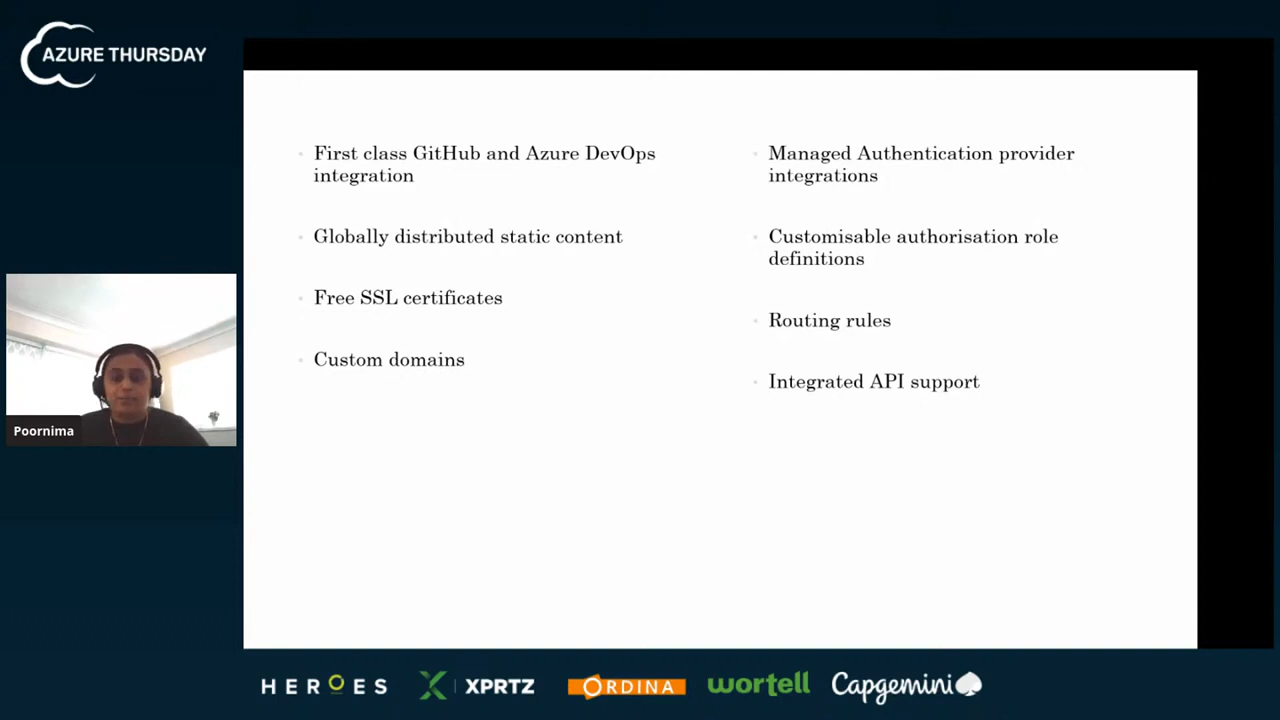 AZURE THURSDAY
First class GitHub and Azure DevOps
integration
Globally distributed static content
Free SSL certificates
Custom domains
Managed Authentication provider
integrations
Customisable authorisation role
definitions
Routing rules
Integrated API support
Poornima
HEROES
XPRTZ
ORDINA
wortell
Capgemini